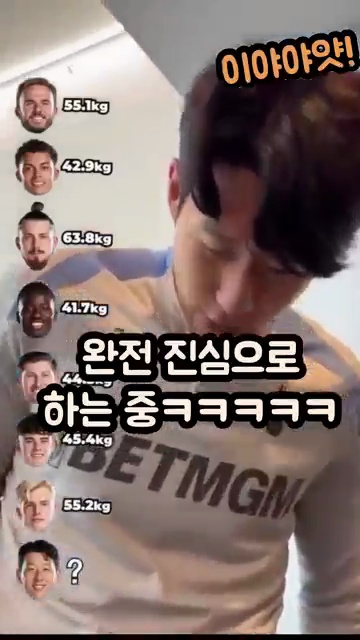 이야야얏!
55.1kg
42.9kg
63.8kg
41.7kg
완전 진심으로
하는 중ㅋㅋㅋㅋㅋ
45.4kg
BETMGM
55.2kg
?